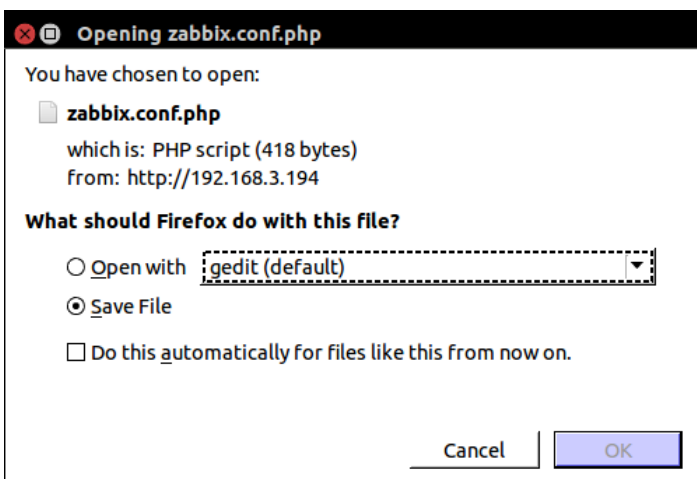 Opening zabbix.conf.php
You have chosen to open:
zabbix.conf.php
which is: PHP script (418 bytes)
from: http://192.168.3.194
What should Firefox do with this file?
Open with gedit (default)
Save File
Do this automatically for files like this from now on.
Cancel OK